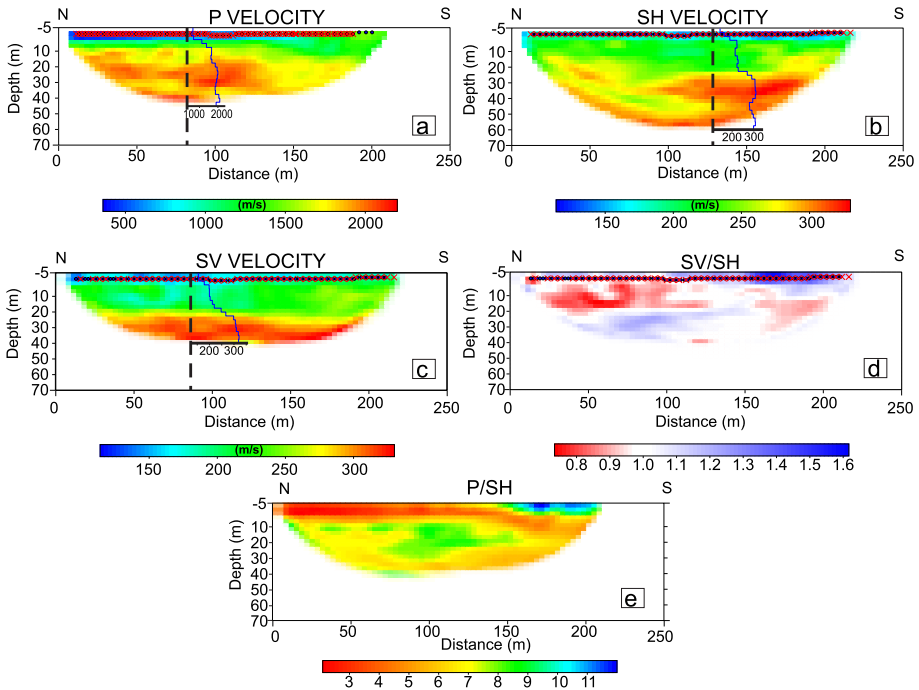 N P VELOCITY S
-5
10
20
30
40
50
60
70
Depth (m)
1000 2000
a
0 50 100 150 200 250
Distance (m)
(m/s)
500 1000 1500 2000
N SH VELOCITY S
-5
10
20
30
40
50
60
70
Depth (m)
200 300
b
0 50 100 150 200 250
Distance (m)
(m/s)
150 200 250 300
N SV VELOCITY S
-5
10
20
30
40
50
60
70
Depth (m)
200 300
c
0 50 100 150 200 250
Distance (m)
(m/s)
150 200 250 300
N SV/SH S
-5
10
20
30
40
50
60
70
Depth (m)
d
0 50 100 150 200 250
Distance (m)
0.8 0.9 1.0 1.1 1.2 1.3 1.4 1.6
N P/SH S
-5
10
20
30
40
50
60
70
Depth (m)
e
0 50 100 150 200 250
Distance (m)
3 4 6 7 8 9 10 11